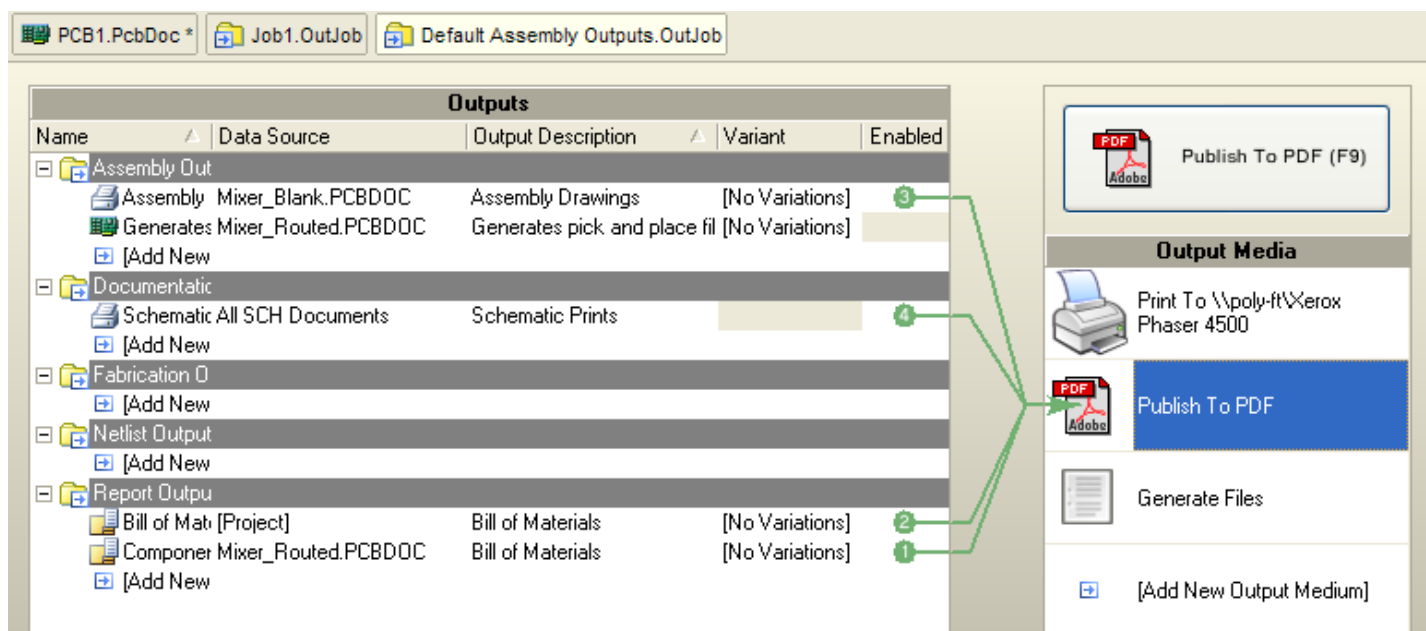 PCB1.PcbDoc * Job1.OutJob Default Assembly Outputs.OutJob
Outputs
Name Data Source Output Description Variant Enabled
Assembly Out
Assembly Mixer_Blank.PCBDOC Assembly Drawings [No Variations] 3
Generates Mixer_Routed.PCBDOC Generates pick and place fil [No Variations]
[Add New
Documentatic
Schematic All SCH Documents Schematic Prints 4
[Add New
Fabrication O
[Add New
Netlist Output
[Add New
Report Outpu
Bill of Mate [Project] Bill of Materials [No Variations] 2
Componer Mixer_Routed.PCBDOC Bill of Materials [No Variations] 1
[Add New
PDF Adobe
Publish To PDF (F9)
Output Media
Print To \\poly-ft\Xerox
Phaser 4500
PDF Adobe
Publish To PDF
Generate Files
[Add New Output Medium]